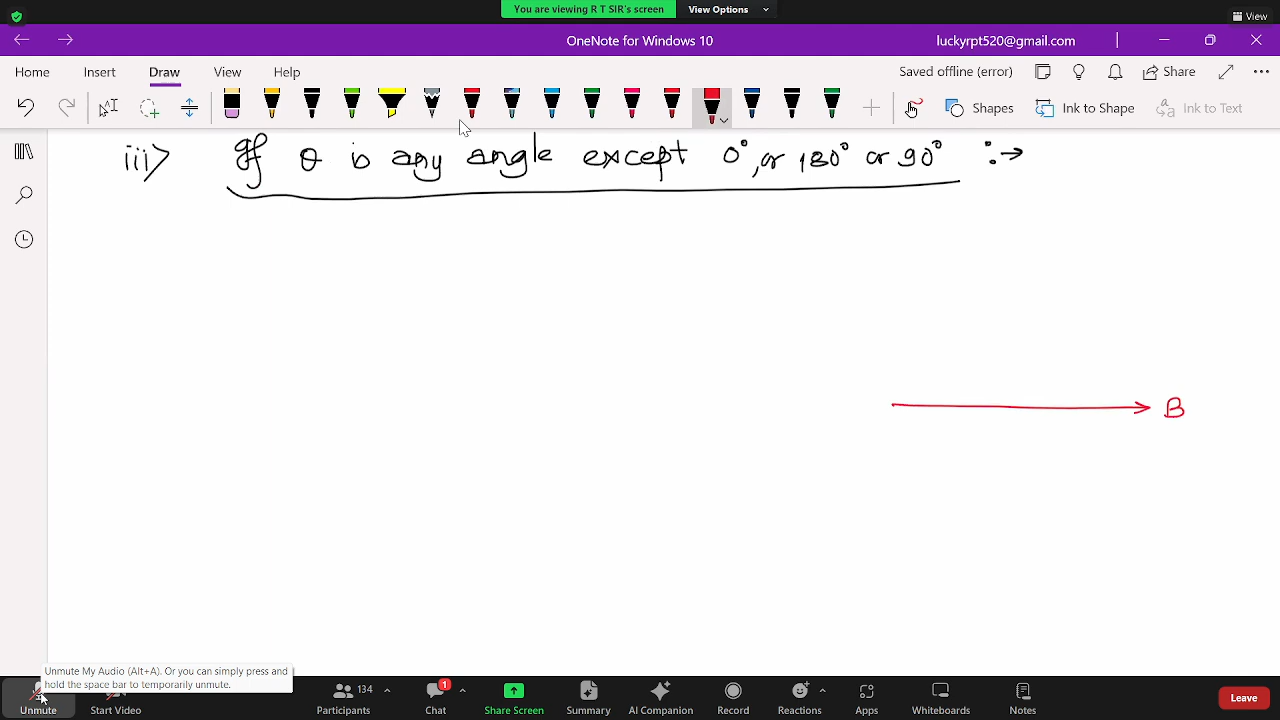 You are viewing R T SIR's screen View Options
View
OneNote for Windows 10 luckyrpt520@gmail.com
Home Insert Draw View Help Saved offline (error) Share
Shapes Ink to Shape Ink to Text
iii> If θ is any angle except 0°, or 180° or 90° :→
B
Unmute My Audio (Alt+A). Or you can simply press and
hold the space bar to temporarily unmute.
134 1
Unmute Start Video Participants Chat Share Screen Summary AI Companion Record Reactions Apps Whiteboards Notes Leave